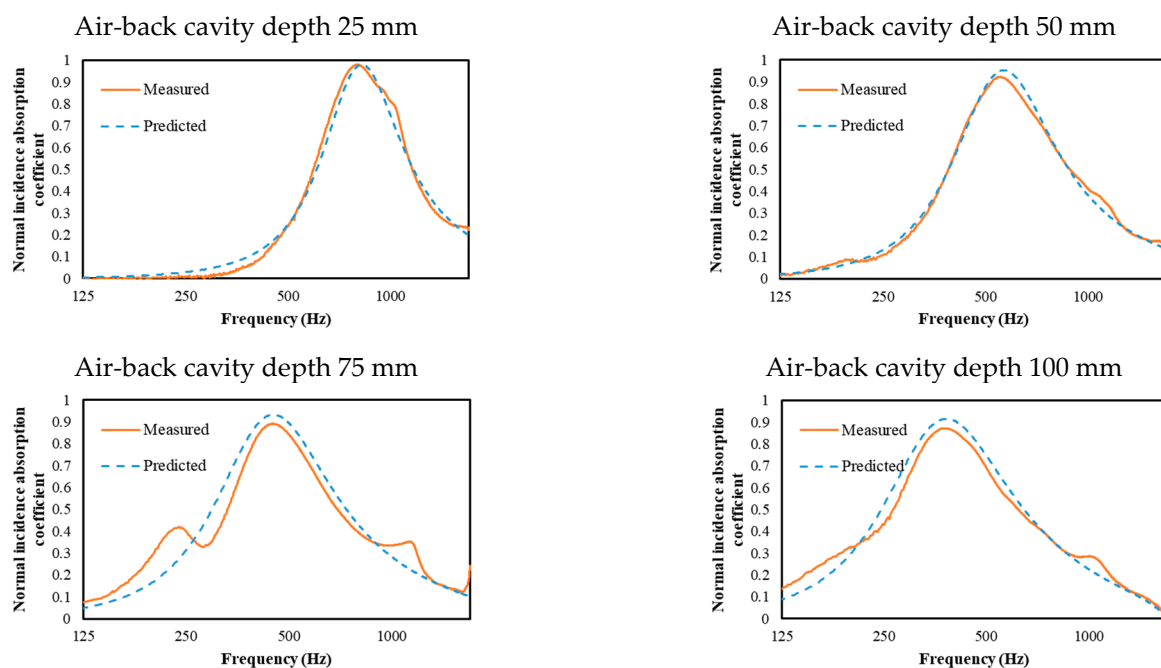 Air-back cavity depth 25 mm
Normal incidence absorption
coefficient
1
0.9
0.8
0.7
0.6
0.5
0.4
0.3
0.2
0.1
0
Measured
Predicted
125 250 500 1000
Frequency (Hz)
Air-back cavity depth 50 mm
Normal incidence absorption
coefficient
1
0.9
0.8
0.7
0.6
0.5
0.4
0.3
0.2
0.1
0
Measured
Predicted
125 250 500 1000
Frequency (Hz)
Air-back cavity depth 75 mm
Normal incidence absorption
coefficient
1
0.9
0.8
0.7
0.6
0.5
0.4
0.3
0.2
0.1
0
Measured
Predicted
125 250 500 1000
Frequency (Hz)
Air-back cavity depth 100 mm
Normal incidence absorption
coefficient
1
0.9
0.8
0.7
0.6
0.5
0.4
0.3
0.2
0.1
0
Measured
Predicted
125 250 500 1000
Frequency (Hz)